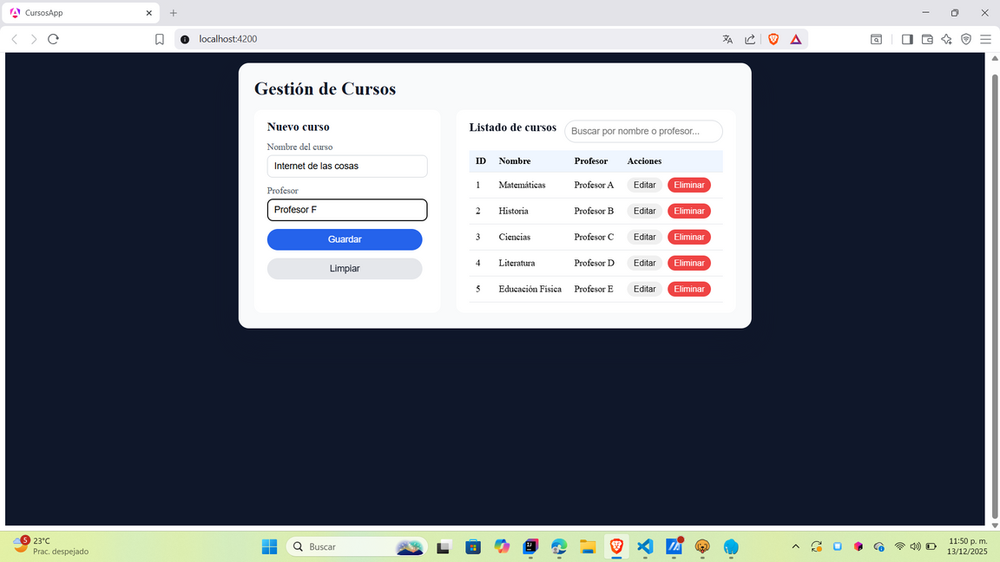 CursosApp
localhost:4200
Gestión de Cursos
Nuevo curso
Nombre del curso
Internet de las cosas
Profesor
Profesor F
Guardar
Limpiar
Listado de cursos
Buscar por nombre o profesor...
ID Nombre Profesor Acciones
1 Matemáticas Profesor A Editar Eliminar
2 Historia Profesor B Editar Eliminar
3 Ciencias Profesor C Editar Eliminar
4 Literatura Profesor D Editar Eliminar
5 Educación Física Profesor E Editar Eliminar
5
23°C
Prac. despejado
Buscar
11:50 p. m.
13/12/2025